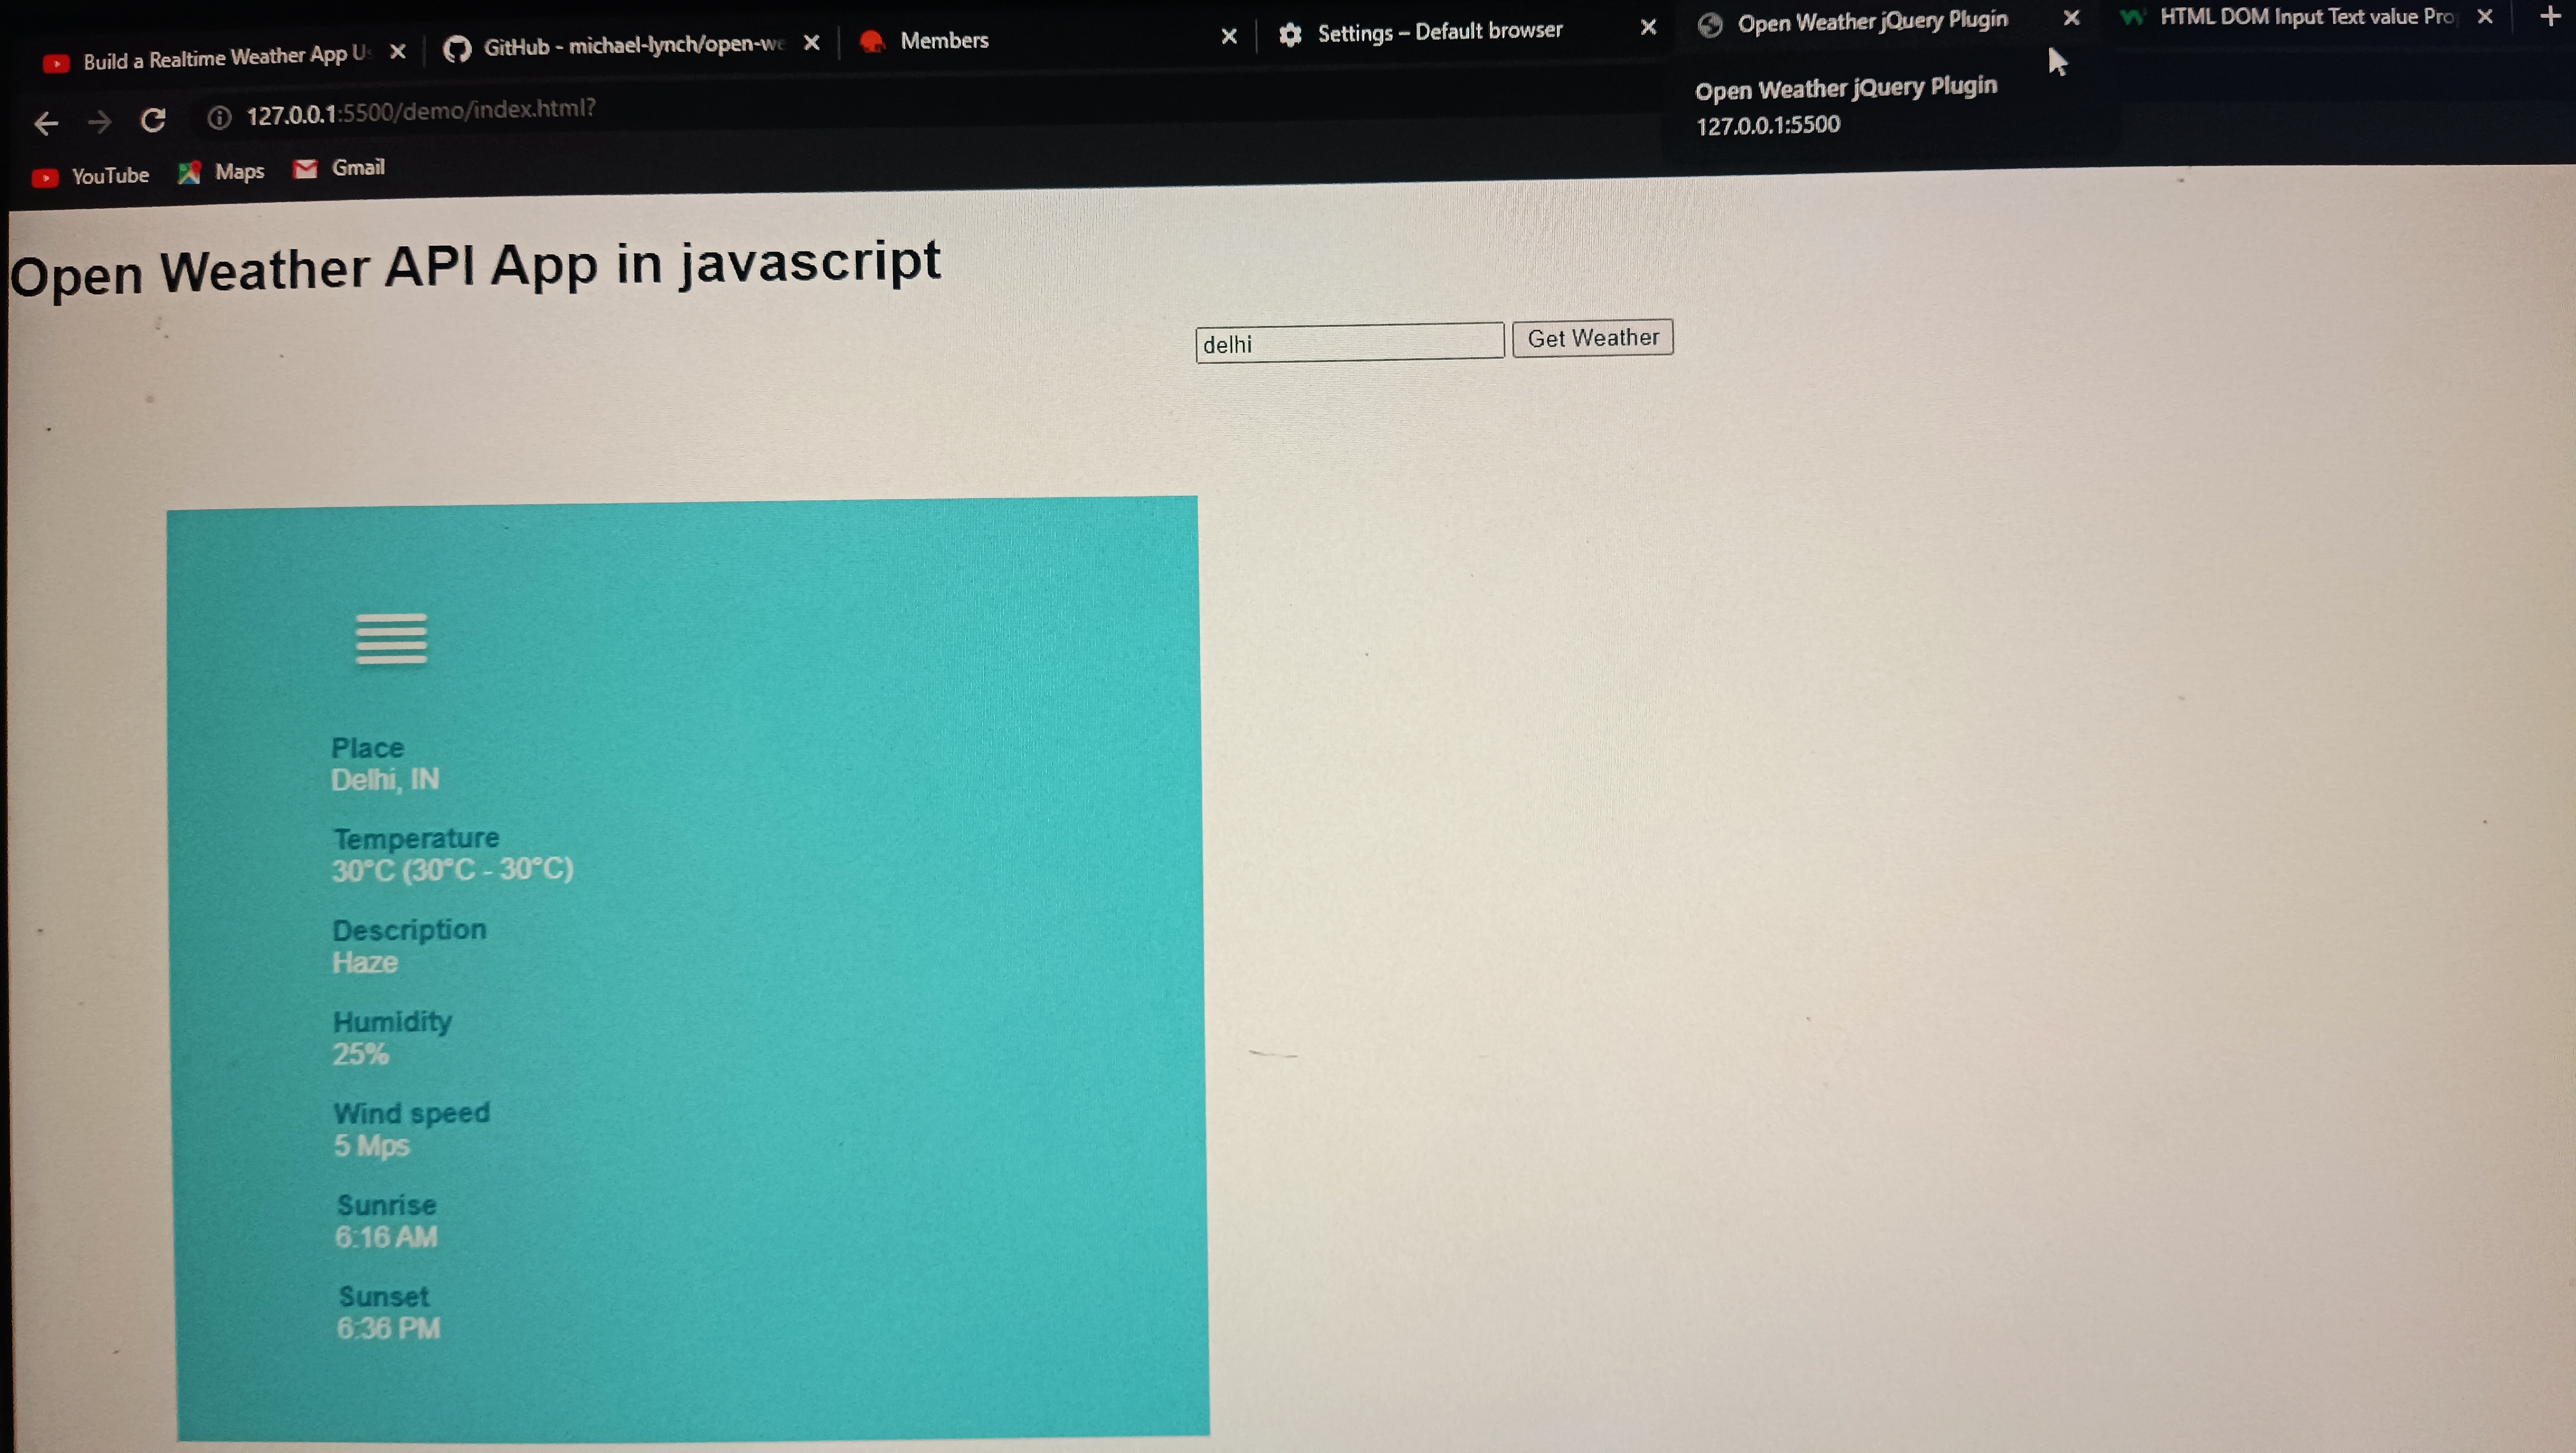 Build a Realtime Weather App U
GitHub - michael-lynch/open-we
Members
Settings – Default browser
Open Weather jQuery Plugin
HTML DOM Input Text value Pro
127.0.0.1:5500/demo/index.html?
Open Weather jQuery Plugin
127.0.0.1:5500
YouTube
Maps
Gmail
Open Weather API App in javascript
delhi
Get Weather
Place
Delhi, IN
Temperature
30°C (30°C - 30°C)
Description
Haze
Humidity
25%
Wind speed
5 Mps
Sunrise
6:16 AM
Sunset
6:36 PM